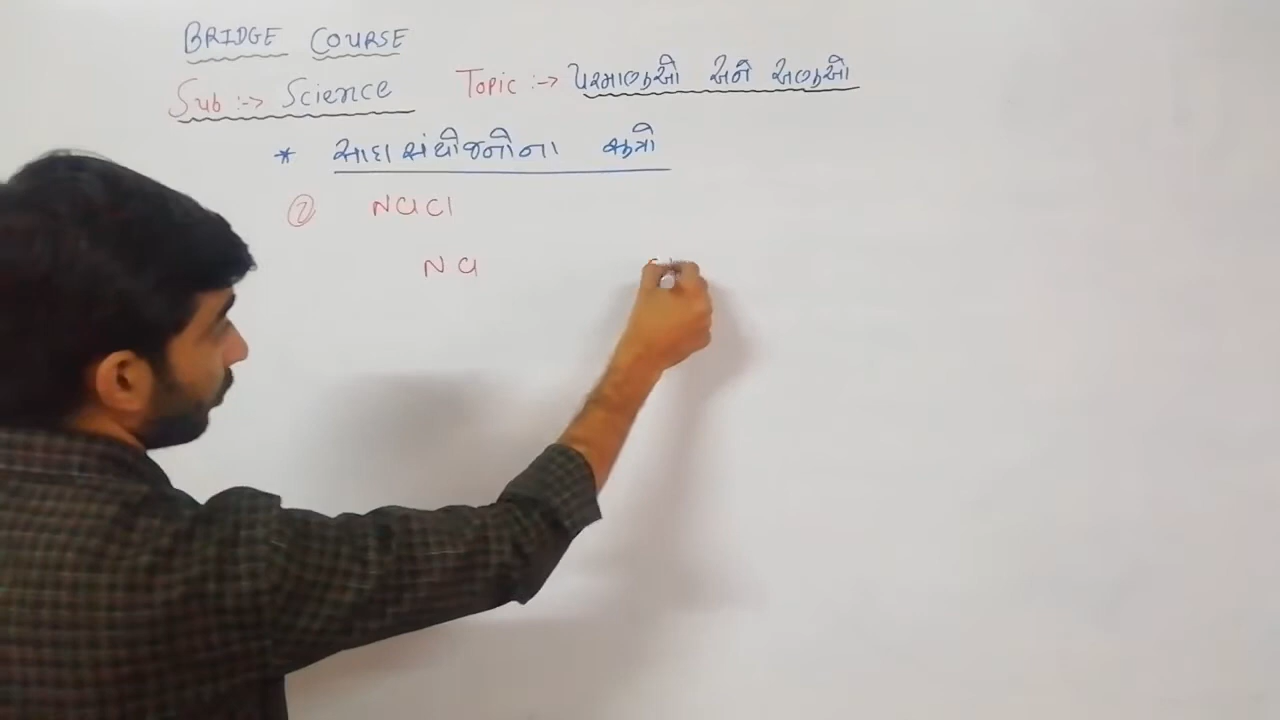 BRIDGE COURSE
Sub :-> Science Topic :-> પરમાણુઓ અને અણુઓ
* સાદા સંયોજનોના સૂત્રો
① NaCl
Na